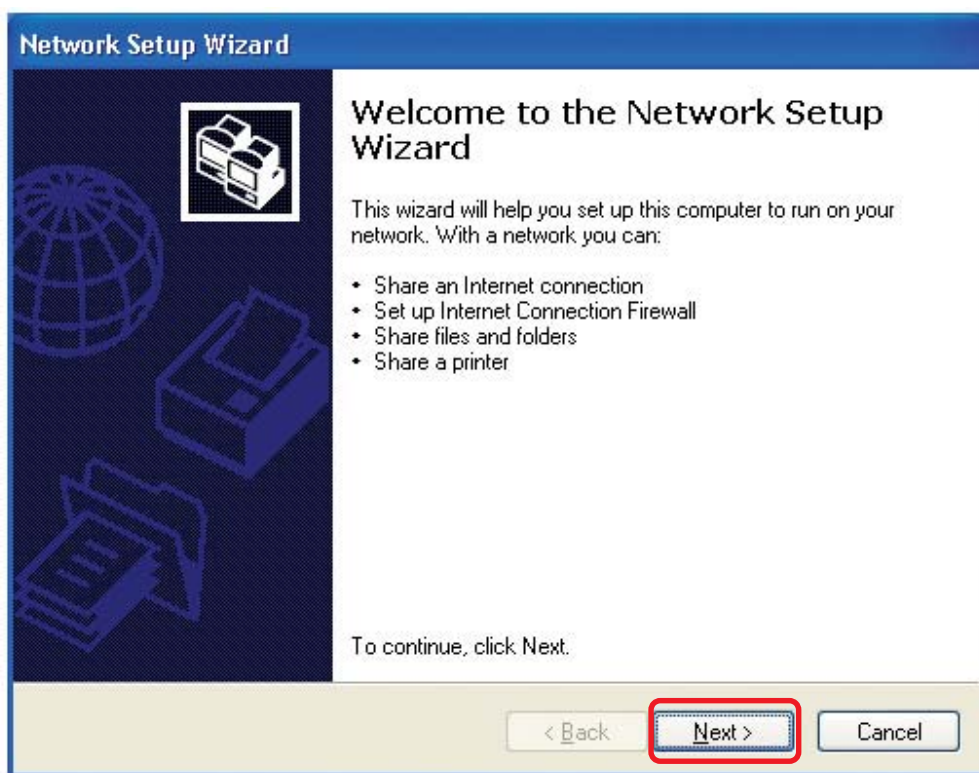 Network Setup Wizard
Welcome to the Network Setup
Wizard
This wizard will help you set up this computer to run on your
network. With a network you can:
• Share an Internet connection
• Set up Internet Connection Firewall
• Share files and folders
• Share a printer
To continue, click Next.
< Back
Next >
Cancel